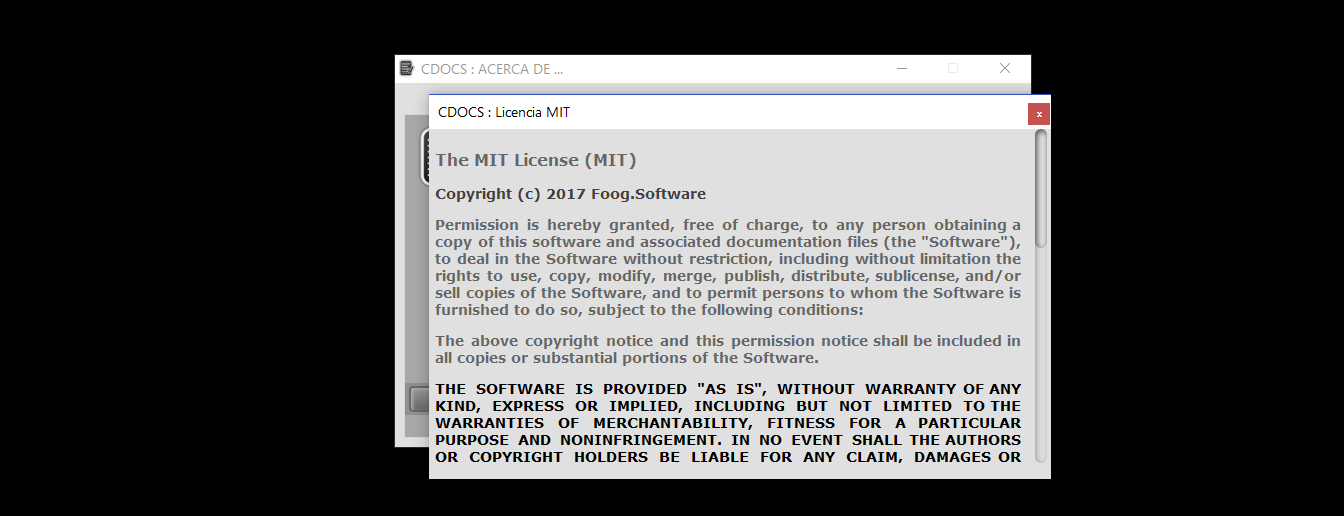 CDOCS : ACERCA DE ...
CDOCS : Licencia MIT
x
The MIT License (MIT)
Copyright (c) 2017 Foog.Software
Permission is hereby granted, free of charge, to any person obtaining a
copy of this software and associated documentation files (the "Software"),
to deal in the Software without restriction, including without limitation the
rights to use, copy, modify, merge, publish, distribute, sublicense, and/or
sell copies of the Software, and to permit persons to whom the Software is
furnished to do so, subject to the following conditions:
The above copyright notice and this permission notice shall be included in
all copies or substantial portions of the Software.
THE SOFTWARE IS PROVIDED "AS IS", WITHOUT WARRANTY OF ANY
KIND, EXPRESS OR IMPLIED, INCLUDING BUT NOT LIMITED TO THE
WARRANTIES OF MERCHANTABILITY, FITNESS FOR A PARTICULAR
PURPOSE AND NONINFRINGEMENT. IN NO EVENT SHALL THE AUTHORS
OR COPYRIGHT HOLDERS BE LIABLE FOR ANY CLAIM, DAMAGES OR